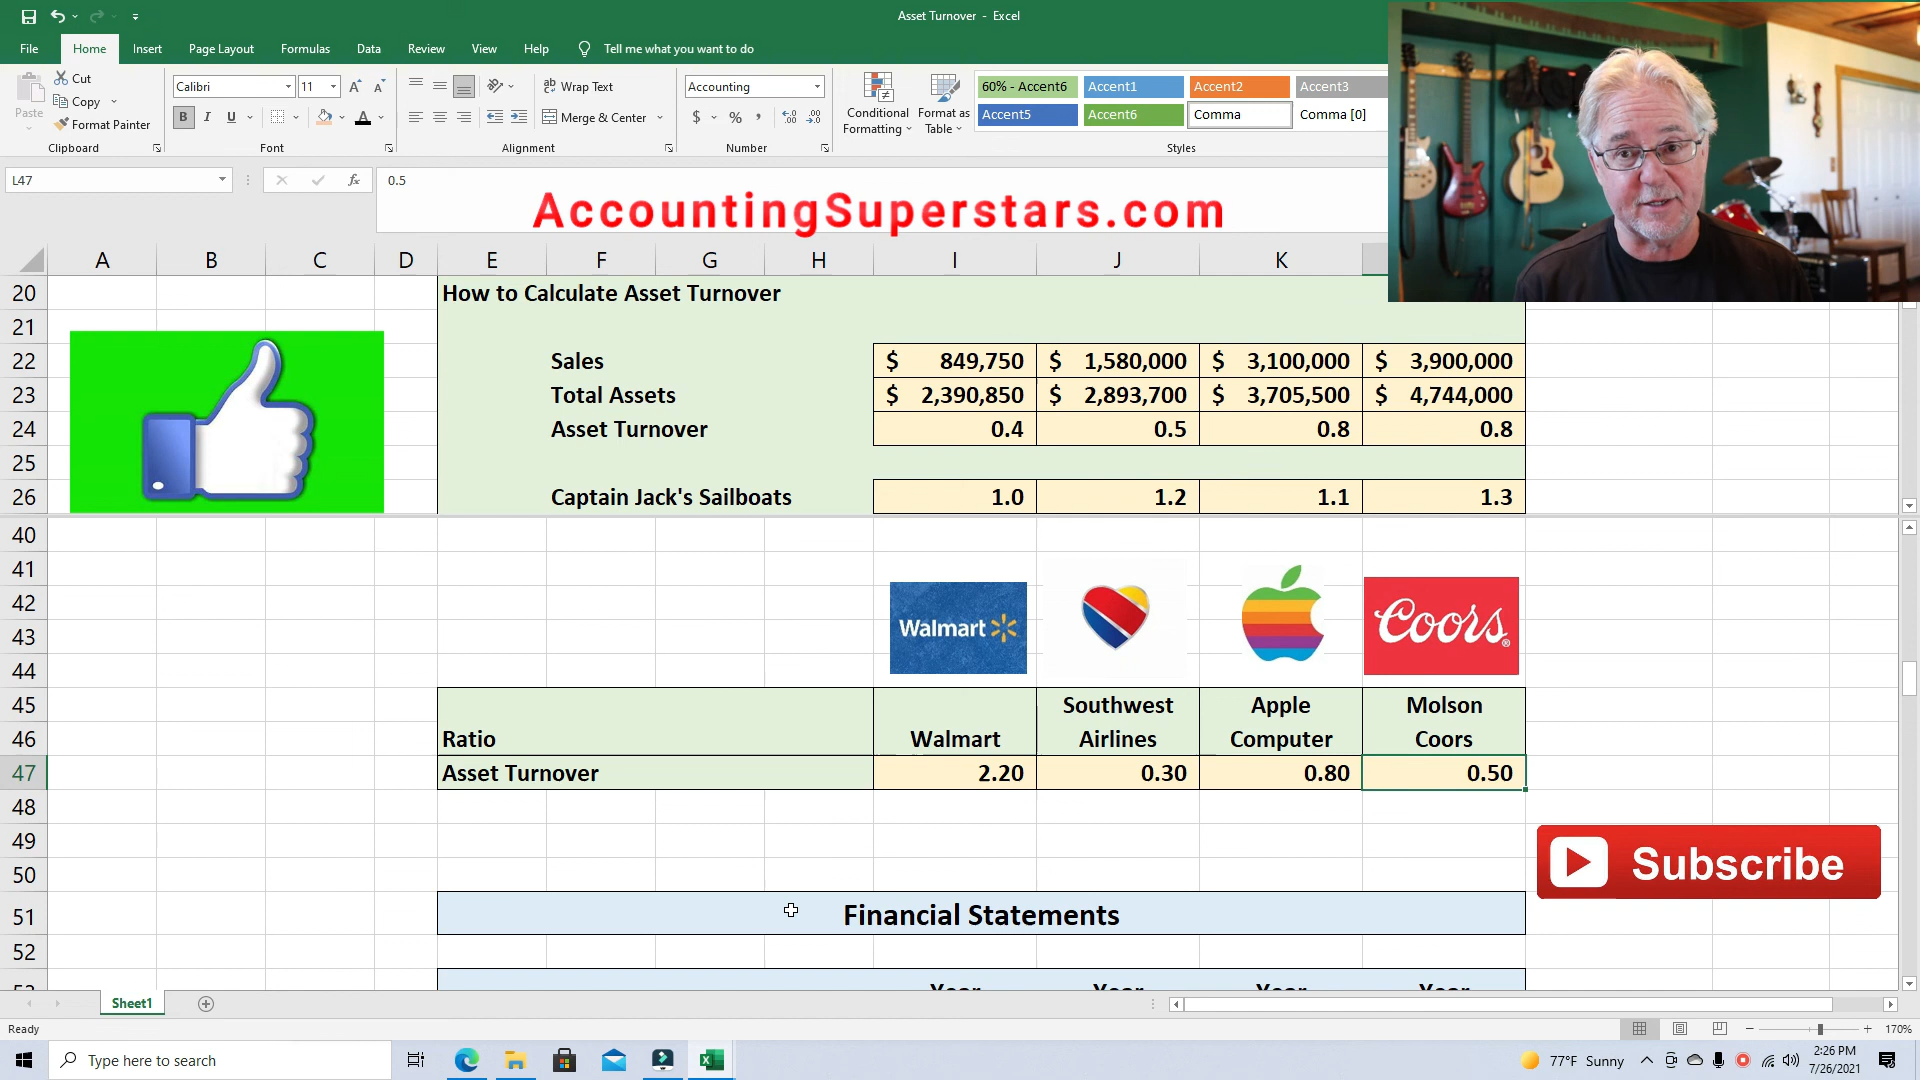 Asset Turnover - Excel
File Home Insert Page Layout Formulas Data Review View Help Tell me what you want to do
Paste
Cut
Copy
Format Painter
Clipboard
Calibri 11
B I U
Font
Wrap Text
Merge & Center
Alignment
Accounting
$ % ,
Number
Conditional Formatting
Format as Table
60% - Accent6 Accent1 Accent2 Accent3
Accent5 Accent6 Comma Comma [0]
Styles
L47 fx 0.5
AccountingSuperstars.com
A B C D E F G H I J K
20 How to Calculate Asset Turnover
21
22 Sales $ 849,750 $ 1,580,000 $ 3,100,000 $ 3,900,000
23 Total Assets $ 2,390,850 $ 2,893,700 $ 3,705,500 $ 4,744,000
24 Asset Turnover 0.4 0.5 0.8 0.8
25
26 Captain Jack's Sailboats 1.0 1.2 1.1 1.3
40
41
42
43
44
Walmart Coors
45 Southwest Apple Molson
46 Ratio Walmart Airlines Computer Coors
47 Asset Turnover 2.20 0.30 0.80 0.50
48
49
50
Subscribe
51 Financial Statements
52
53 Year Year Year Year
Sheet1
Ready
170%
Type here to search
77°F Sunny
2:26 PM
7/26/2021